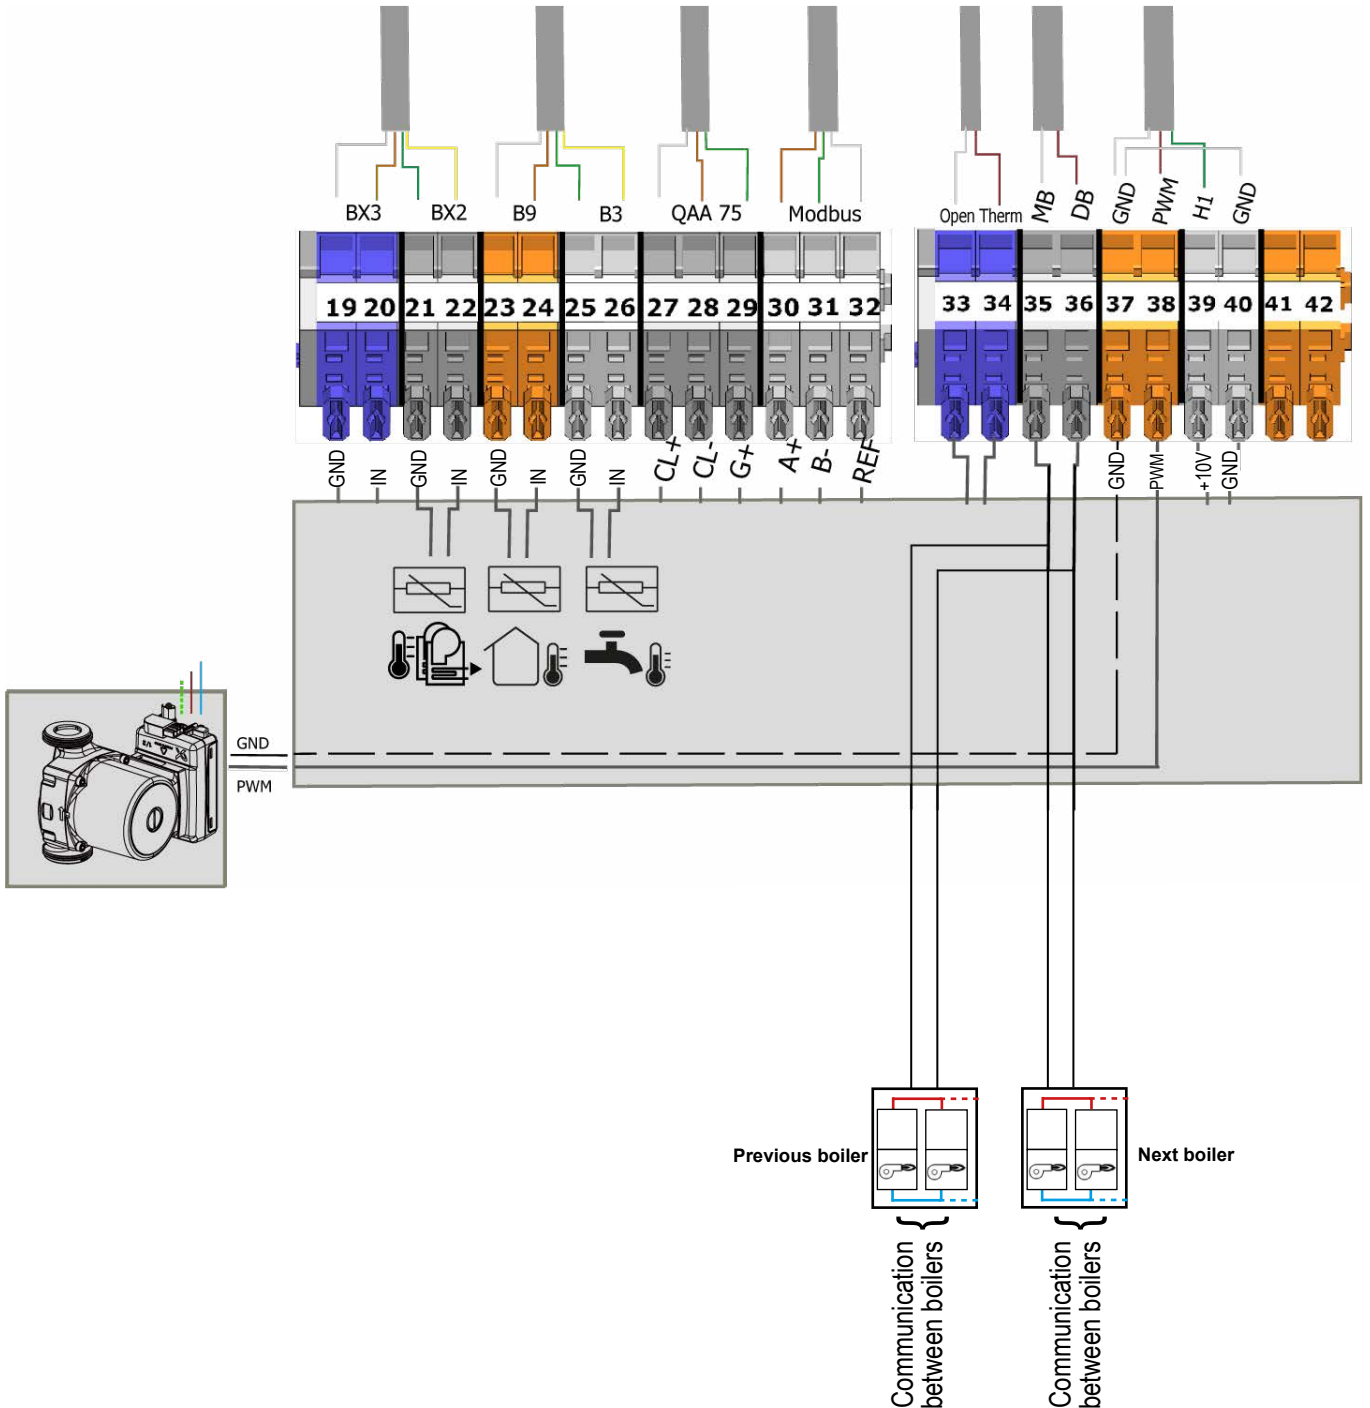 BX3 BX2 B9 B3 QAA 75 Modbus
Open Therm MB DB GND PWM H1 GND
19 20 21 22 23 24 25 26 27 28 29 30 31 32
33 34 35 36 37 38 39 40 41 42
GND IN GND IN GND IN GND IN CL+ CL- G+ A+ B- REF
GND PWM +10V GND
GND
PWM
Previous boiler
Next boiler
Communication
between boilers
Communication
between boilers